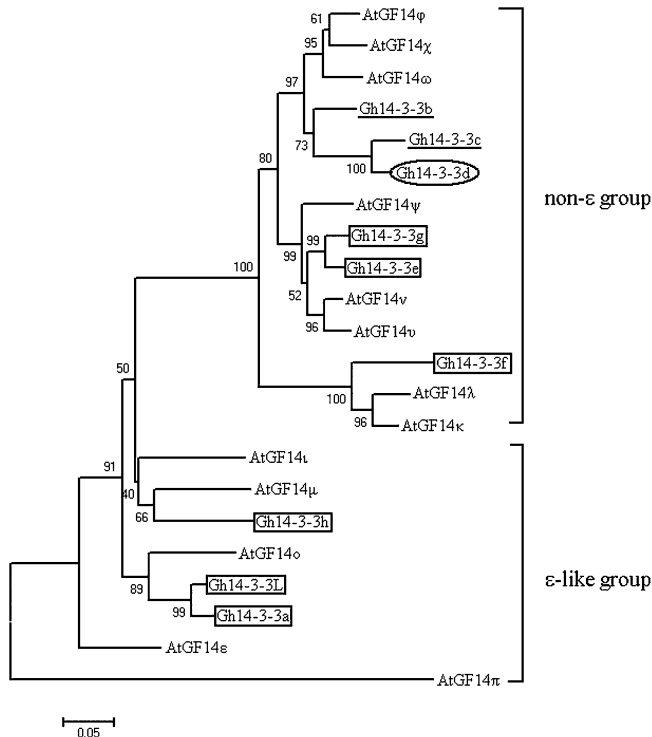 61
AtGF14φ
95
AtGF14χ
AtGF14ω
97
Gh14-3-3b
73
Gh14-3-3c
100
Gh14-3-3d
80
non-ε group
AtGF14ψ
99
Gh14-3-3g
99
Gh14-3-3e
100
52
AtGF14ν
96
AtGF14υ
Gh14-3-3f
50
100
AtGF14λ
96
AtGF14κ
91
AtGF14ι
40
AtGF14μ
66
Gh14-3-3h
AtGF14ο
ε-like group
89
Gh14-3-3L
99
Gh14-3-3a
AtGF14ε
AtGF14π
0.05